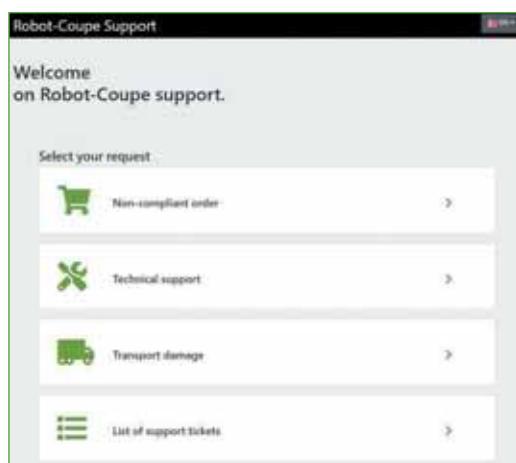 Robot-Coupe Support
Welcome
on Robot-Coupe support.
Select your request
Non-compliant order
Technical support
Transport damage
List of support tickets